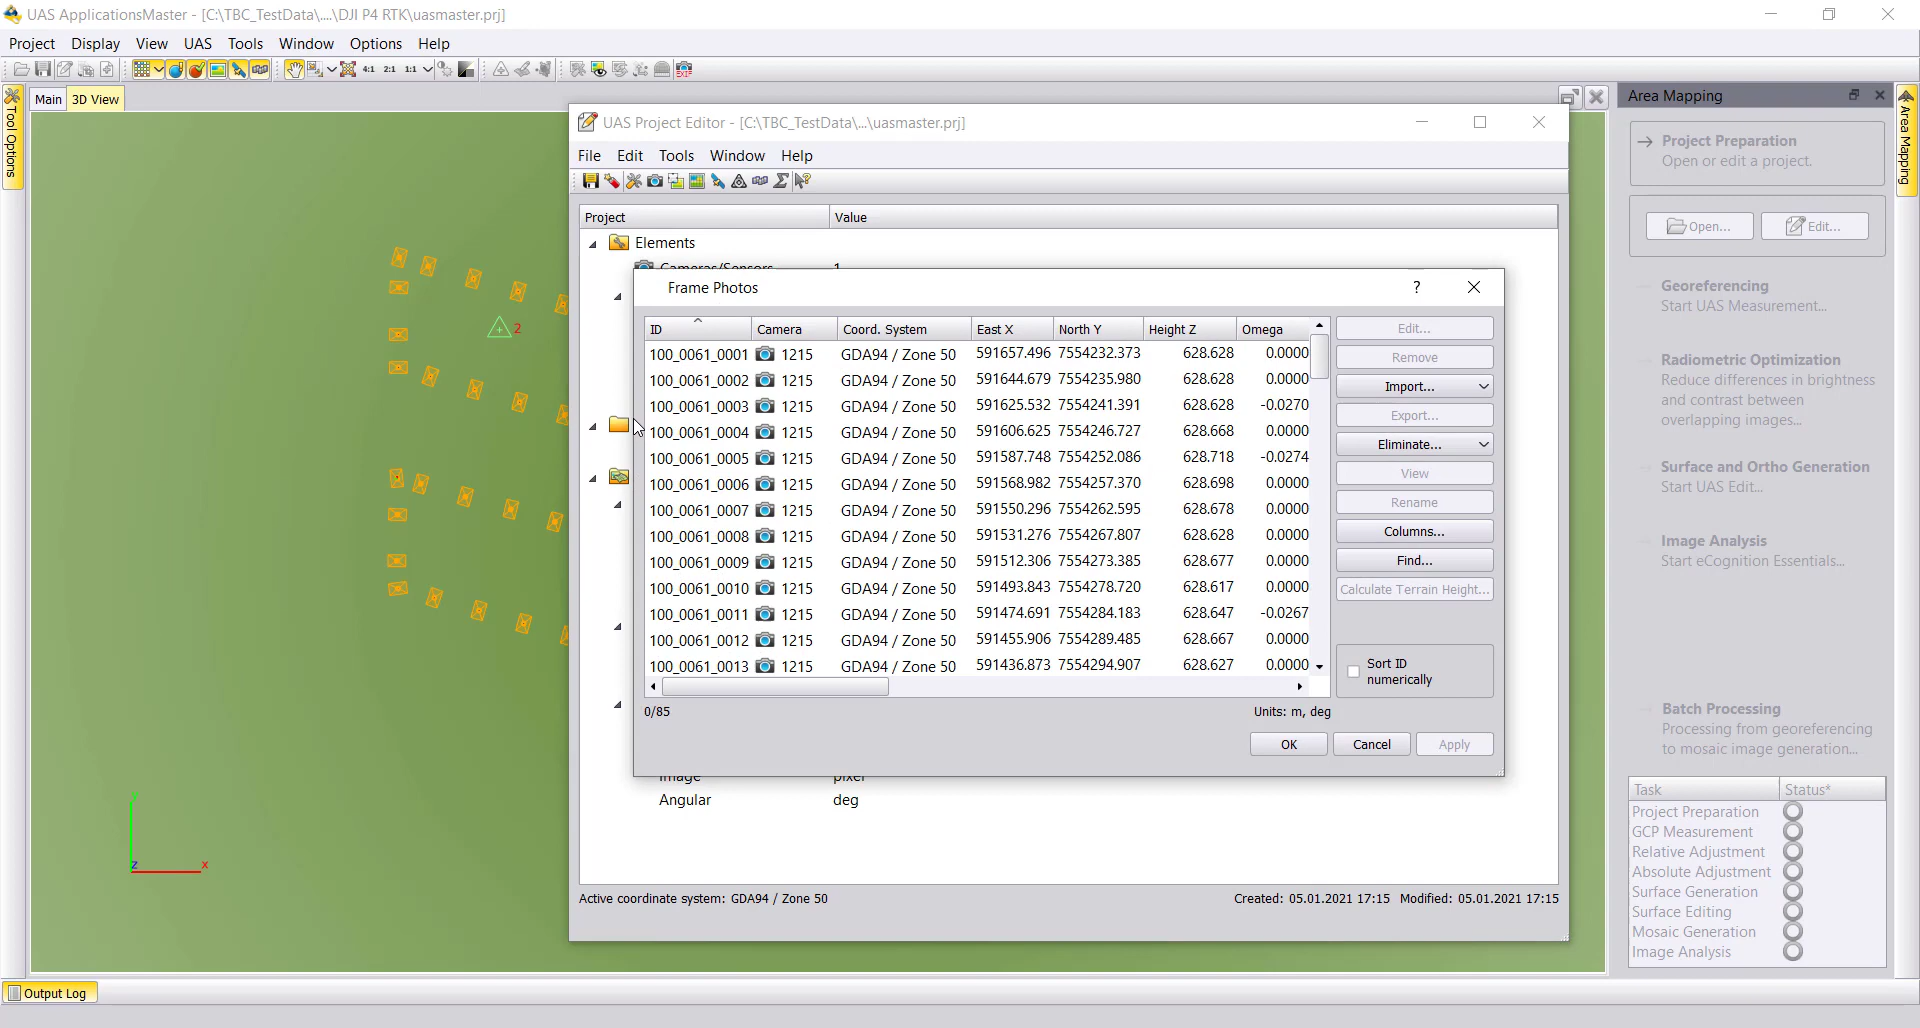 UAS ApplicationsMaster - [C:\TBC_TestData\....\DJI P4 RTK\uasmaster.prj]
Project Display View UAS Tools Window Options Help
4:1 2:1 1:1 EXIF
Tool Options
Main 3D View
2
y
z x
UAS Project Editor - [C:\TBC_TestData\...\uasmaster.prj]
File Edit Tools Window Help
Project Value
Elements
Cameras/Sensors 1
Frame Photos
ID Camera Coord. System East X North Y Height Z Omega
100_0061_0001 1215 GDA94 / Zone 50 591657.496 7554232.373 628.628 0.0000
100_0061_0002 1215 GDA94 / Zone 50 591644.679 7554235.980 628.628 0.0000
100_0061_0003 1215 GDA94 / Zone 50 591625.532 7554241.391 628.628 -0.0270
100_0061_0004 1215 GDA94 / Zone 50 591606.625 7554246.727 628.668 0.0000
100_0061_0005 1215 GDA94 / Zone 50 591587.748 7554252.086 628.718 -0.0274
100_0061_0006 1215 GDA94 / Zone 50 591568.982 7554257.370 628.698 0.0000
100_0061_0007 1215 GDA94 / Zone 50 591550.296 7554262.595 628.678 0.0000
100_0061_0008 1215 GDA94 / Zone 50 591531.276 7554267.807 628.628 0.0000
100_0061_0009 1215 GDA94 / Zone 50 591512.306 7554273.385 628.677 0.0000
100_0061_0010 1215 GDA94 / Zone 50 591493.843 7554278.720 628.617 0.0000
100_0061_0011 1215 GDA94 / Zone 50 591474.691 7554284.183 628.647 -0.0267
100_0061_0012 1215 GDA94 / Zone 50 591455.906 7554289.485 628.667 0.0000
100_0061_0013 1215 GDA94 / Zone 50 591436.873 7554294.907 628.627 0.0000
0/85 Units: m, deg
Edit...
Remove
Import...
Export...
Eliminate...
View
Rename
Columns...
Find...
Calculate Terrain Height...
Sort ID
numerically
OK Cancel Apply
Image pixel
Angular deg
Active coordinate system: GDA94 / Zone 50 Created: 05.01.2021 17:15 Modified: 05.01.2021 17:15
Area Mapping
Project Preparation
Open or edit a project.
Open... Edit...
Georeferencing
Start UAS Measurement...
Radiometric Optimization
Reduce differences in brightness
and contrast between
overlapping images...
Surface and Ortho Generation
Start UAS Edit...
Image Analysis
Start eCognition Essentials...
Batch Processing
Processing from georeferencing
to mosaic image generation...
Task Status*
Project Preparation
GCP Measurement
Relative Adjustment
Absolute Adjustment
Surface Generation
Surface Editing
Mosaic Generation
Image Analysis
Area Mapping
Output Log